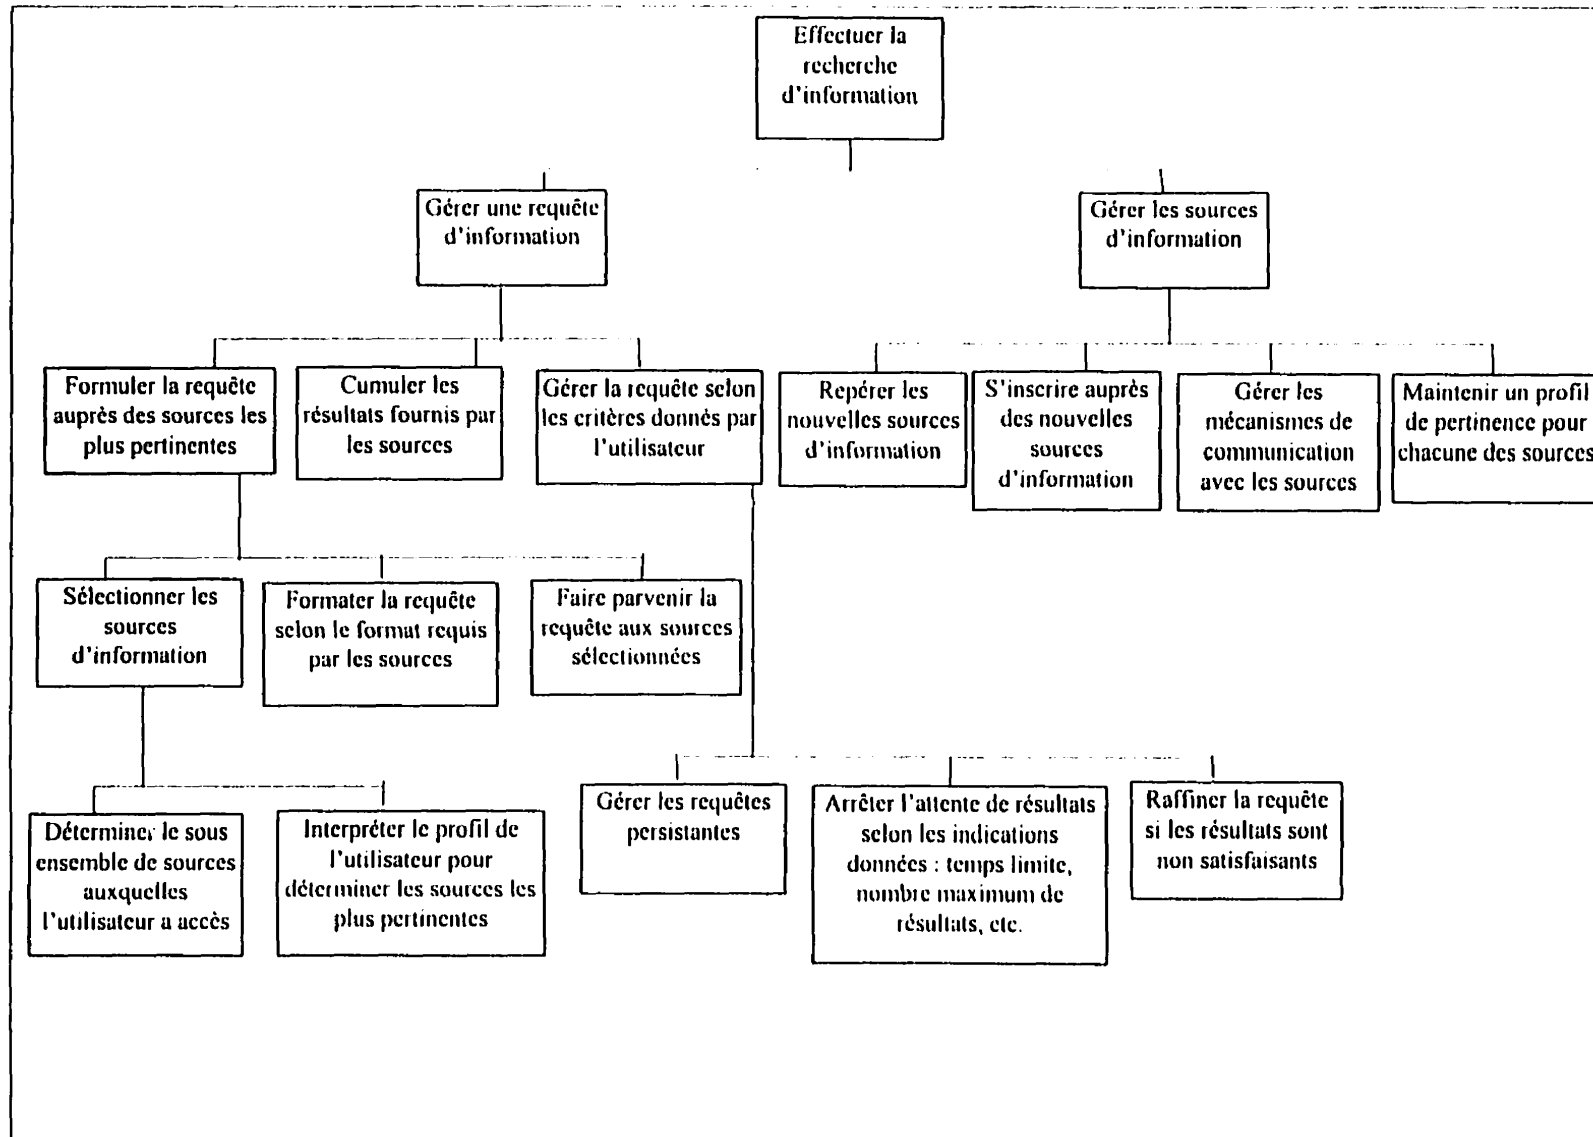 Effectuer la
recherche
d'information
Gérer une requête
d'information
Gérer les sources
d'information
Formuler la requête
auprès des sources les
plus pertinentes
Cumuler les
résultats fournis par
les sources
Gérer la requête selon
les critères donnés par
l'utilisateur
Repérer les
nouvelles sources
d'information
S'inscrire auprès
des nouvelles
sources
d'information
Gérer les
mécanismes de
communication
avec les sources
Maintenir un profil
de pertinence pour
chacune des sources
Sélectionner les
sources
d'information
Formater la requête
selon le format requis
par les sources
Faire parvenir la
requête aux sources
sélectionnées
Déterminer le sous
ensemble de sources
auxquelles
l'utilisateur a accès
Interpréter le profil de
l'utilisateur pour
déterminer les sources les
plus pertinentes
Gérer les requêtes
persistantes
Arrêter l'attente de résultats
selon les indications
données : temps limite,
nombre maximum de
résultats, etc.
Raffiner la requête
si les résultats sont
non satisfaisants